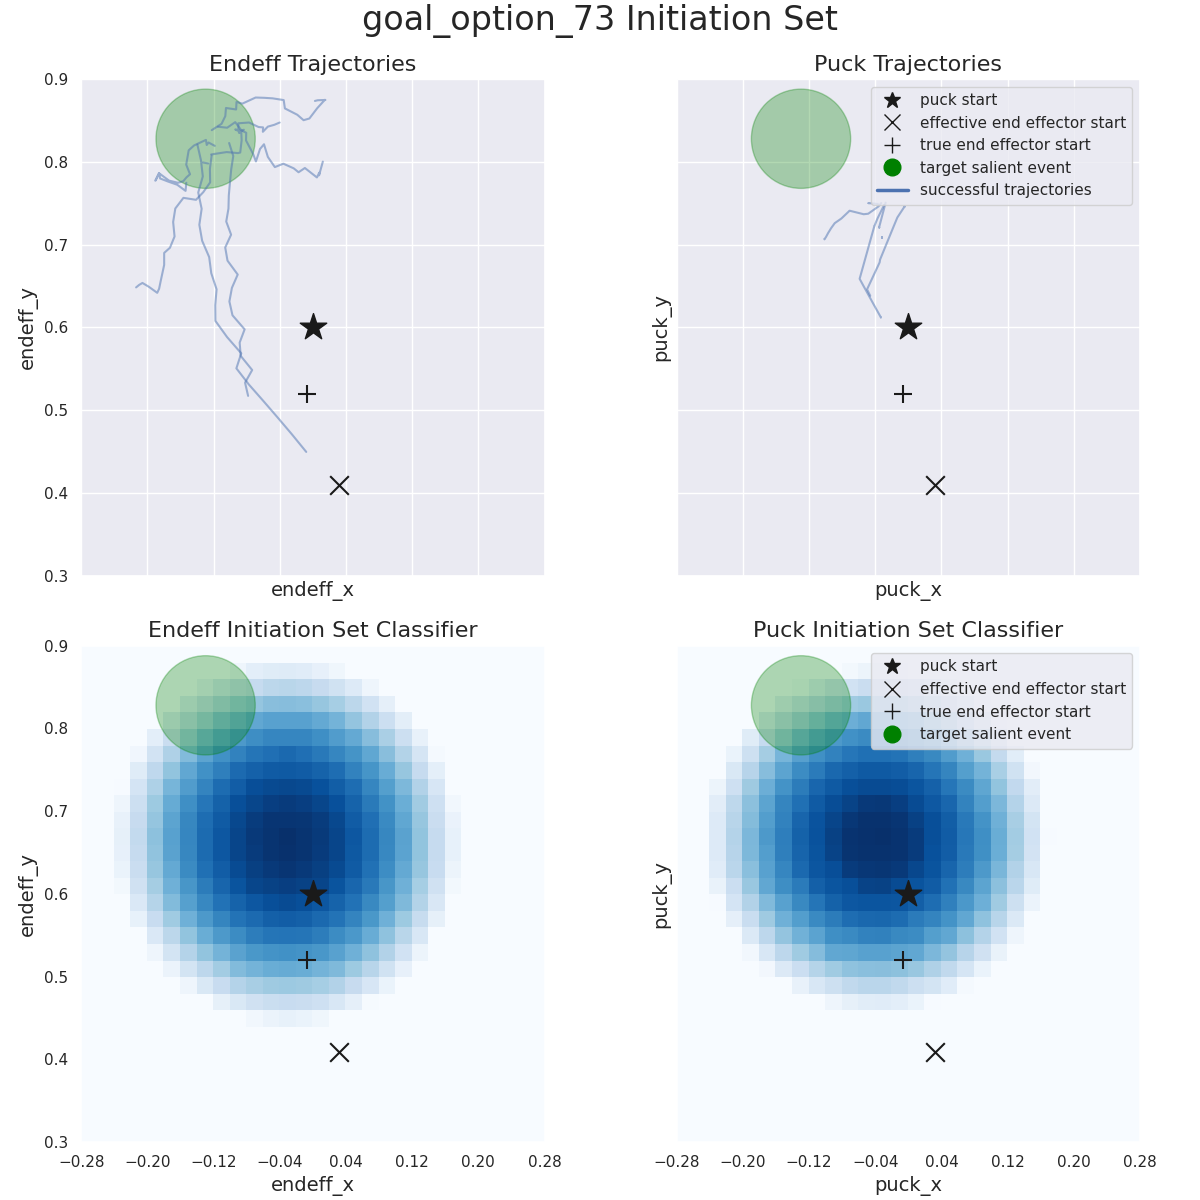 goal_option_73 Initiation Set
Endeff Trajectories
Puck Trajectories
0.9
0.8
0.7
0.6
0.5
0.4
0.3
endeff_y
endeff_x
puck start
effective end effector start
true end effector start
target salient event
successful trajectories
puck_y
puck_x
Endeff Initiation Set Classifier
Puck Initiation Set Classifier
0.9
0.8
0.7
0.6
0.5
0.4
0.3
endeff_y
−0.28 −0.20 −0.12 −0.04 0.04 0.12 0.20 0.28
endeff_x
puck start
effective end effector start
true end effector start
target salient event
puck_y
−0.28 −0.20 −0.12 −0.04 0.04 0.12 0.20 0.28
puck_x